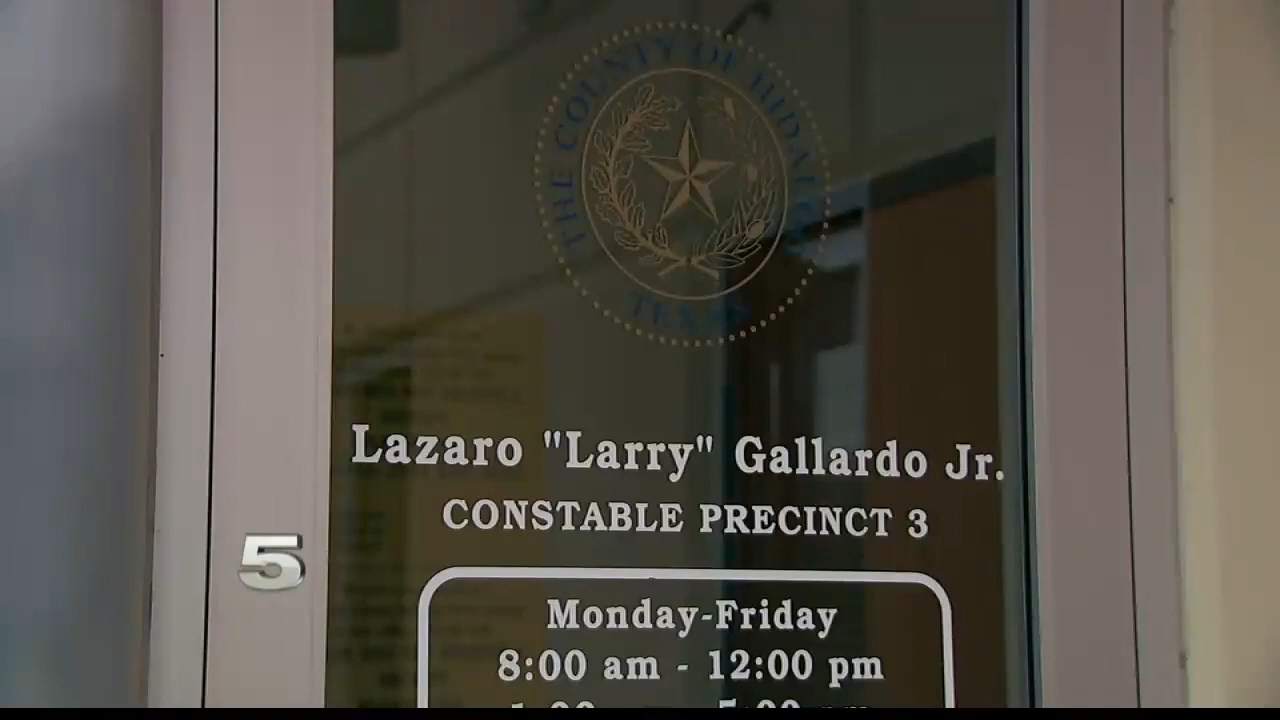 THE COUNTY OF HIDALGO
TEXAS
Lazaro "Larry" Gallardo Jr.
CONSTABLE PRECINCT 3
5
Monday-Friday
8:00 am - 12:00 pm